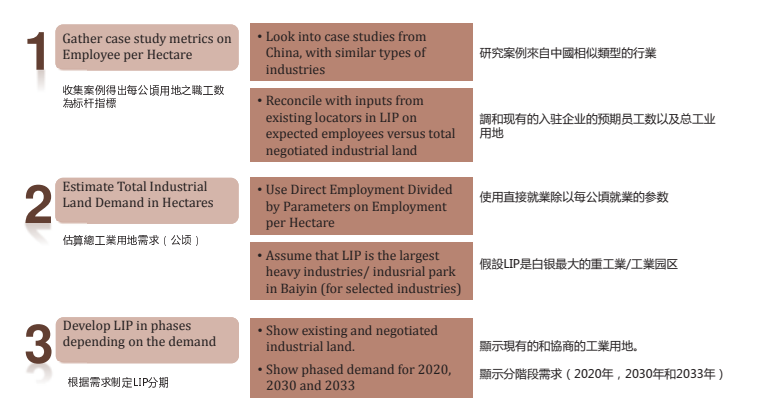 1
Gather case study metrics on
Employee per Hectare
收集案例得出每公頃用地之職工数
為标杆指標
• Look into case studies from
China, with similar types of
industries
研究案例來自中國相似類型的行業
• Reconcile with inputs from
existing locators in LIP on
expected employees versus total
negotiated industrial land
調和现有的入驻企业的预期员工数以及总工业
用地
2
Estimate Total Industrial
Land Demand in Hectares
估算總工業用地需求（公顷）
• Use Direct Employment Divided
by Parameters on Employment
per Hectare
使用直接就業除以每公頃就業的参数
• Assume that LIP is the largest
heavy industries/ indusrial park
in Baiyin (for selected industries)
假設LIP是白银最大的重工業/工業园区
3
Develop LIP in phases
depending on the demand
根据需求制定LIP分期
• Show existing and negotiated
industrial land.
顯示現有的和協商的工業用地。
• Show phased demand for 2020,
2030 and 2033
顯示分階段需求（2020年，2030年和2033年）